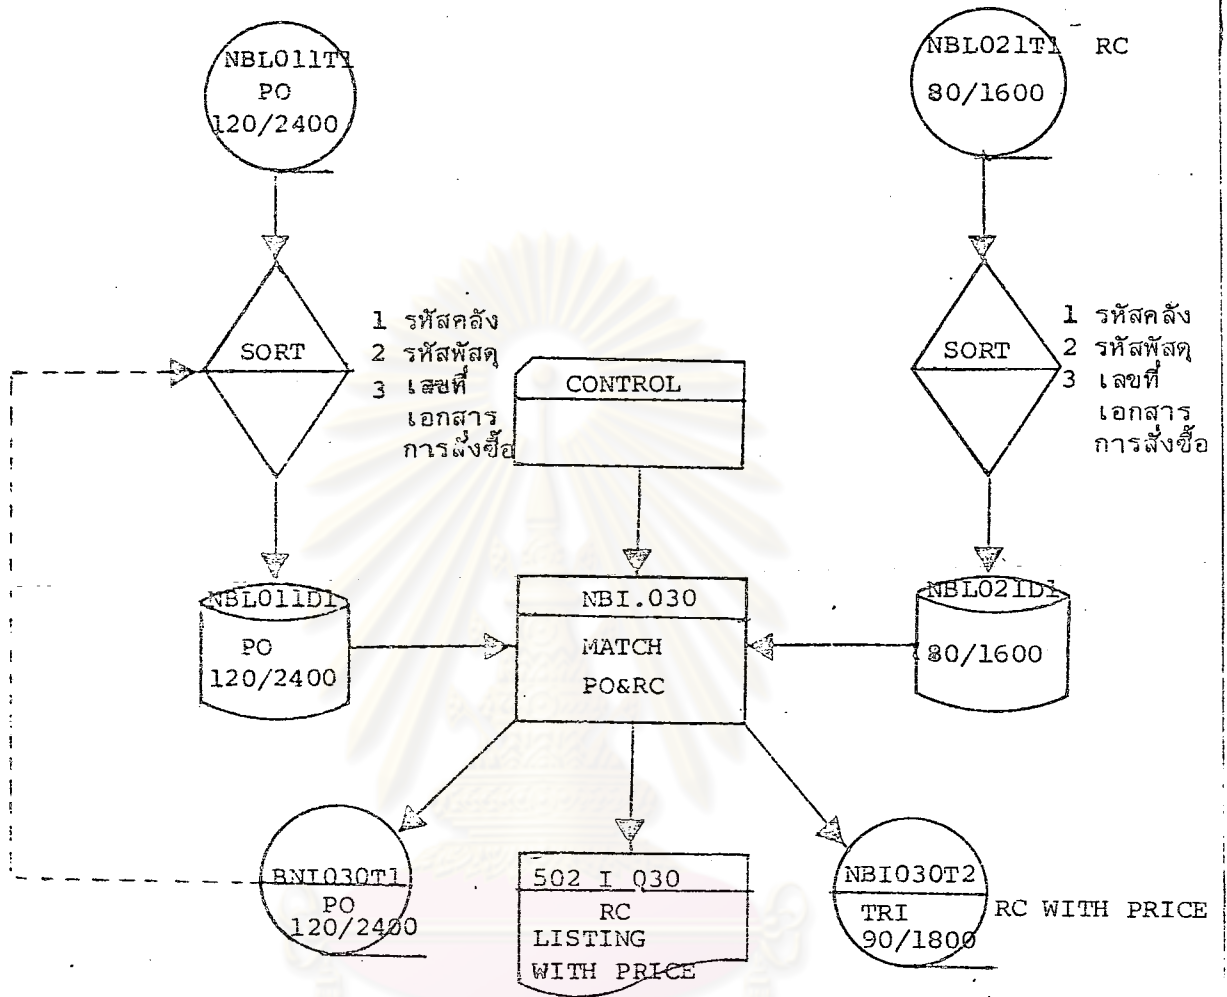 NBL011T1
PO
120/2400
NBL021T1 RC
80/1600
SORT
1 รหัสคลัง
2 รหัสพัสดุ
3 เลขที่
เอกสาร
การสั่งซื้อ
CONTROL
SORT
1 รหัสคลัง
2 รหัสพัสดุ
3 เลขที่
เอกสาร
การสั่งซื้อ
NBL011D1
PO
120/2400
NBI.030
MATCH
PO&RC
NBL021D1
80/1600
BNI030T1
PO
120/2400
502 I 030
RC
LISTING
WITH PRICE
NBI030T2
TRI
90/1800
RC WITH PRICE